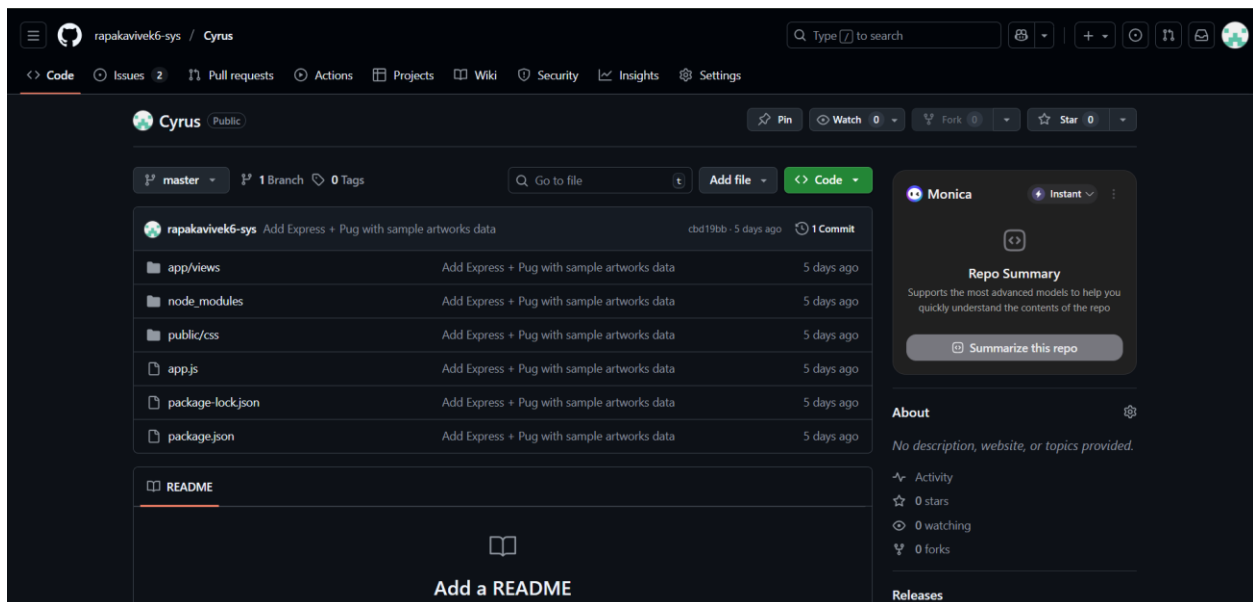 rapakavivek6-sys / Cyrus
Type / to search
Code Issues 2 Pull requests Actions Projects Wiki Security Insights Settings
Cyrus Public
Pin Watch 0 Fork 0 Star 0
master 1 Branch 0 Tags
Go to file t Add file Code
rapakavivek6-sys Add Express + Pug with sample artworks data cbd19bb · 5 days ago 1 Commit
app/views Add Express + Pug with sample artworks data 5 days ago
node_modules Add Express + Pug with sample artworks data 5 days ago
public/css Add Express + Pug with sample artworks data 5 days ago
app.js Add Express + Pug with sample artworks data 5 days ago
package-lock.json Add Express + Pug with sample artworks data 5 days ago
package.json Add Express + Pug with sample artworks data 5 days ago
README
Add a README
Monica Instant
Repo Summary
Supports the most advanced models to help you
quickly understand the contents of the repo
Summarize this repo
About
No description, website, or topics provided.
Activity
0 stars
0 watching
0 forks
Releases